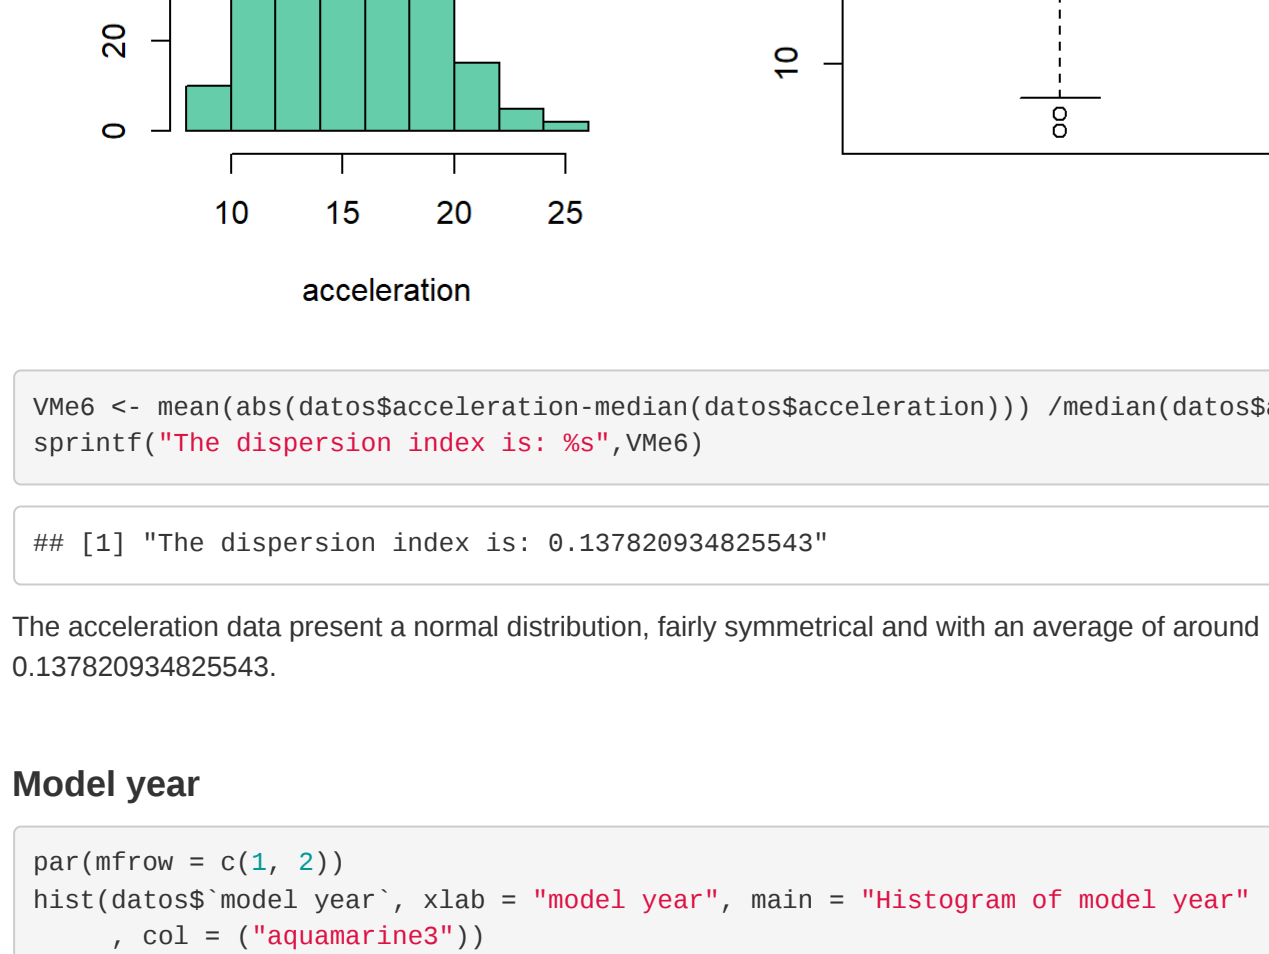 20
0
10 15 20 25
acceleration
10
VMe6 <- mean(abs(datos$acceleration-median(datos$acceleration))) /median(datos$a
sprintf("The dispersion index is: %s",VMe6)
## [1] "The dispersion index is: 0.137820934825543"
The acceleration data present a normal distribution, fairly symmetrical and with an average of around
0.137820934825543.
Model year
par(mfrow = c(1, 2))
hist(datos$`model year`, xlab = "model year", main = "Histogram of model year"
, col = ("aquamarine3"))